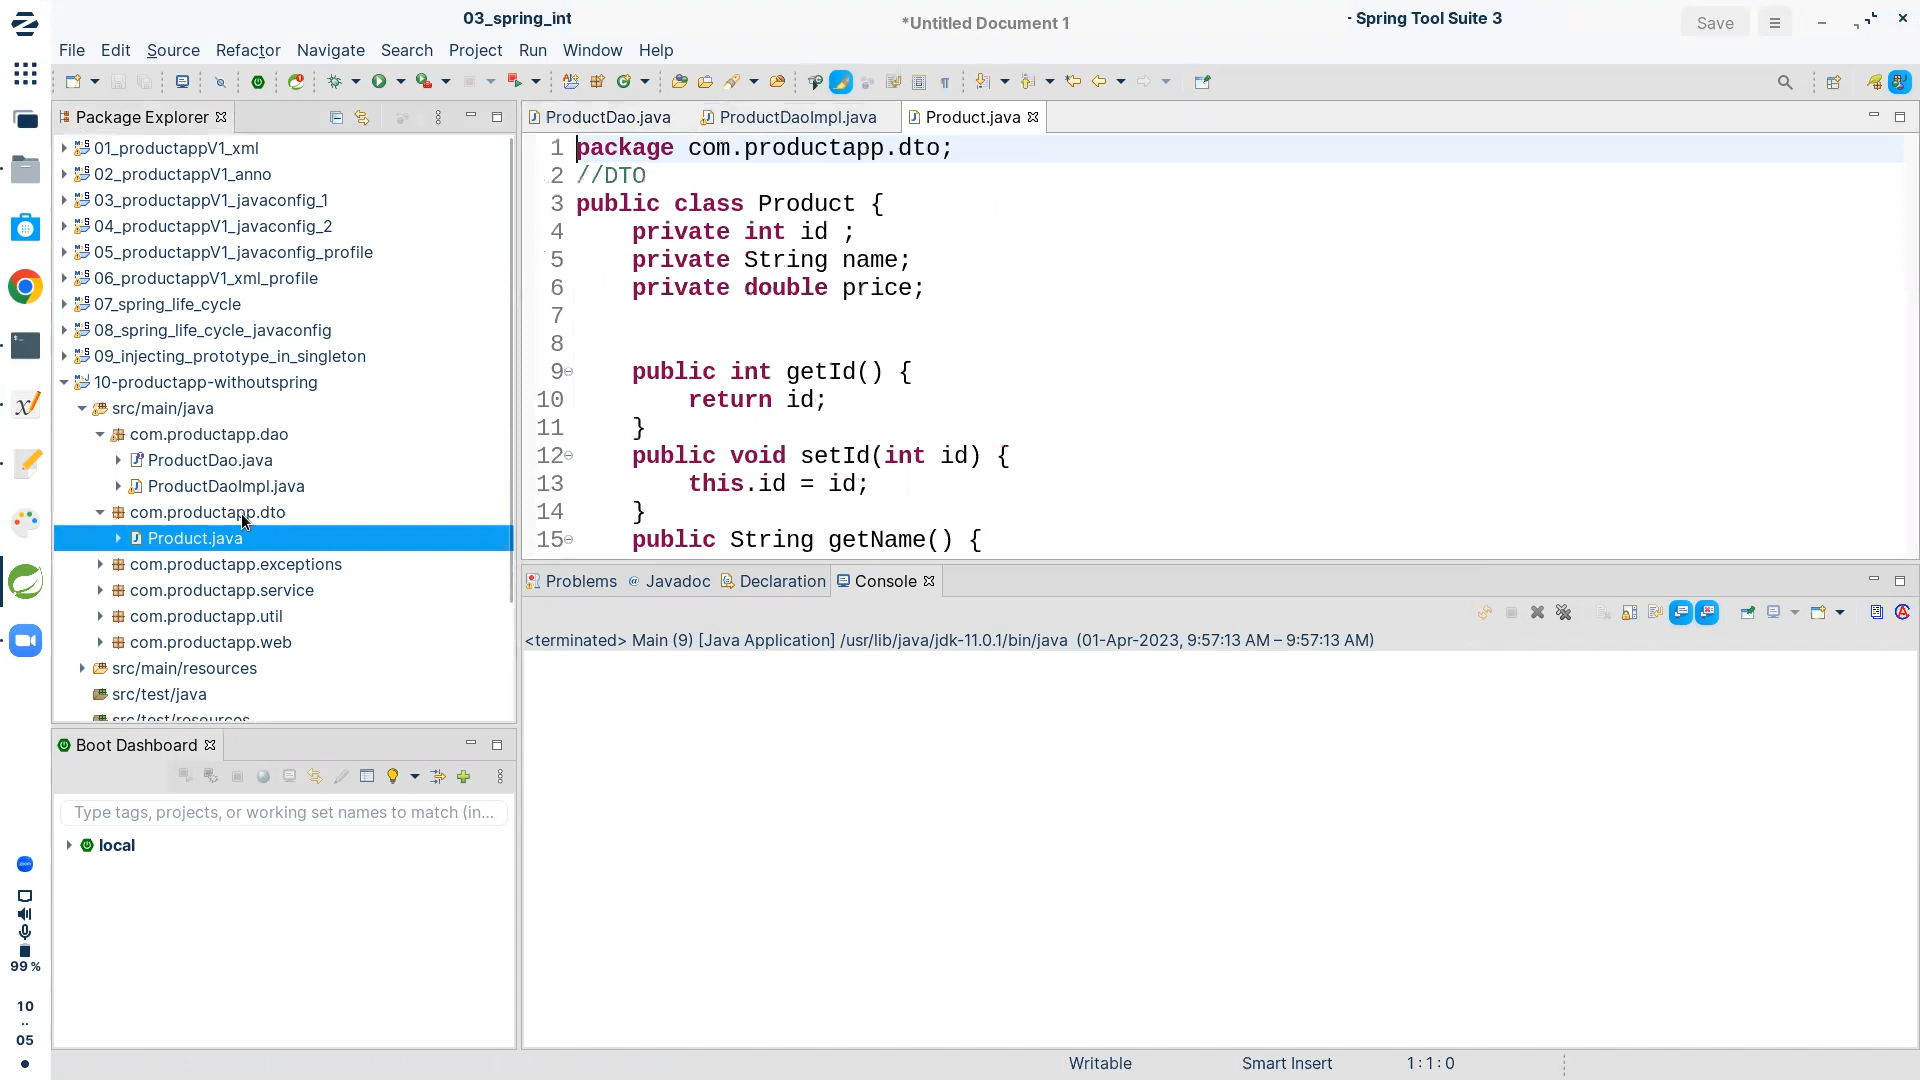 03_spring_int
*Untitled Document 1
- Spring Tool Suite 3
Save
File Edit Source Refactor Navigate Search Project Run Window Help
Package Explorer
01_productappV1_xml
02_productappV1_anno
03_productappV1_javaconfig_1
04_productappV1_javaconfig_2
05_productappV1_javaconfig_profile
06_productappV1_xml_profile
07_spring_life_cycle
08_spring_life_cycle_javaconfig
09_injecting_prototype_in_singleton
10-productapp-withoutspring
src/main/java
com.productapp.dao
ProductDao.java
ProductDaoImpl.java
com.productapp.dto
Product.java
com.productapp.exceptions
com.productapp.service
com.productapp.util
com.productapp.web
src/main/resources
src/test/java
src/test/resources
Boot Dashboard
Type tags, projects, or working set names to match (in...
local
ProductDao.java ProductDaoImpl.java Product.java
1 package com.productapp.dto;
2 //DTO
3 public class Product {
4 private int id ;
5 private String name;
6 private double price;
7
8
9 public int getId() {
10 return id;
11 }
12 public void setId(int id) {
13 this.id = id;
14 }
15 public String getName() {
Problems @ Javadoc Declaration Console
<terminated> Main (9) [Java Application] /usr/lib/java/jdk-11.0.1/bin/java (01-Apr-2023, 9:57:13 AM – 9:57:13 AM)
99 %
10
05
Writable Smart Insert 1 : 1 : 0